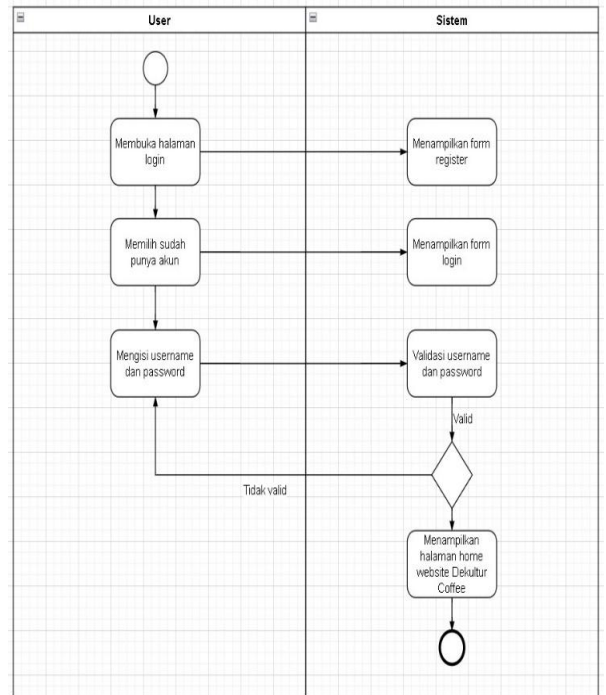 User
Sistem
Membuka halaman
login
Menampilkan form
register
Memilih sudah
punya akun
Menampilkan form
login
Mengisi username
dan password
Validasi username
dan password
Valid
Tidak valid
Menampilkan
halaman home
website Dekultur
Coffee